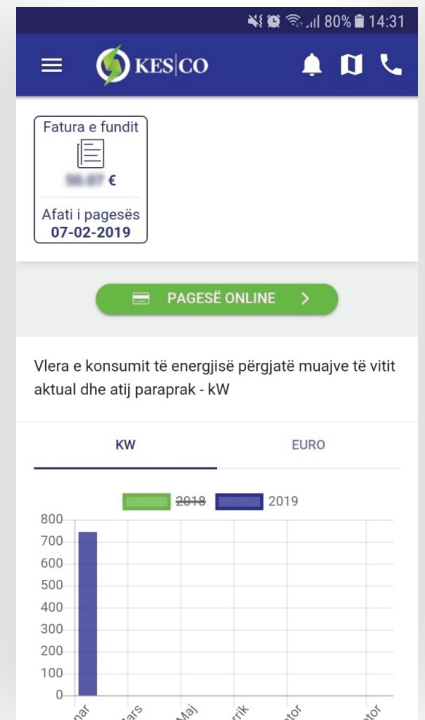 80% 14:31
KES|CO
Fatura e fundit
€
Afati i pagesës
07-02-2019
PAGESË ONLINE
Vlera e konsumit të energjisë përgjatë muajve të vitit
aktual dhe atij paraprak - kW
KW EURO
2018 2019
800
700
600
500
400
300
200
100
0